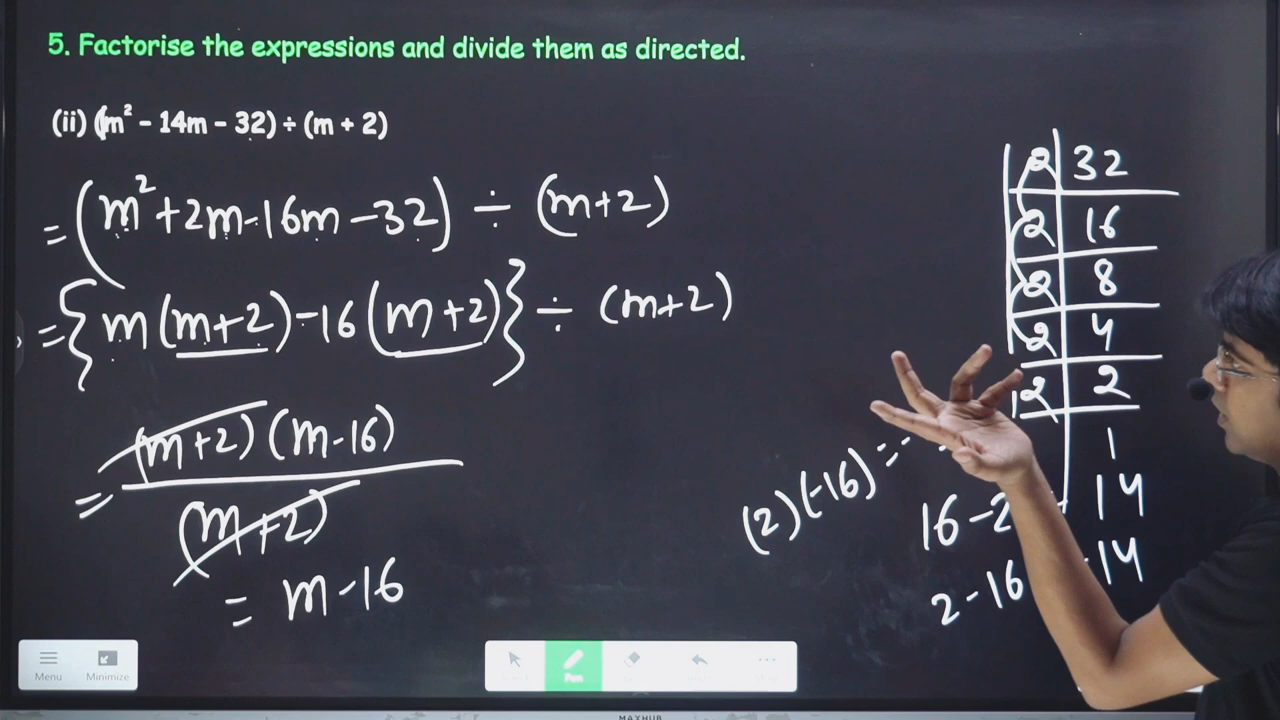 5. Factorise the expressions and divide them as directed.
(ii) (m² - 14m - 32) ÷ (m + 2)
= (m² + 2m - 16m - 32) ÷ (m+2)
= {m (m+2) - 16 (m+2)} ÷ (m+2)
= (m+2) (m-16)
(m+2)
= m - 16
2 32
2 16
2 8
2 4
2 2
1
(2) (-16) =
16 - 2 14
2 - 16 -14
Menu
Minimize
Pen
MAXHUB